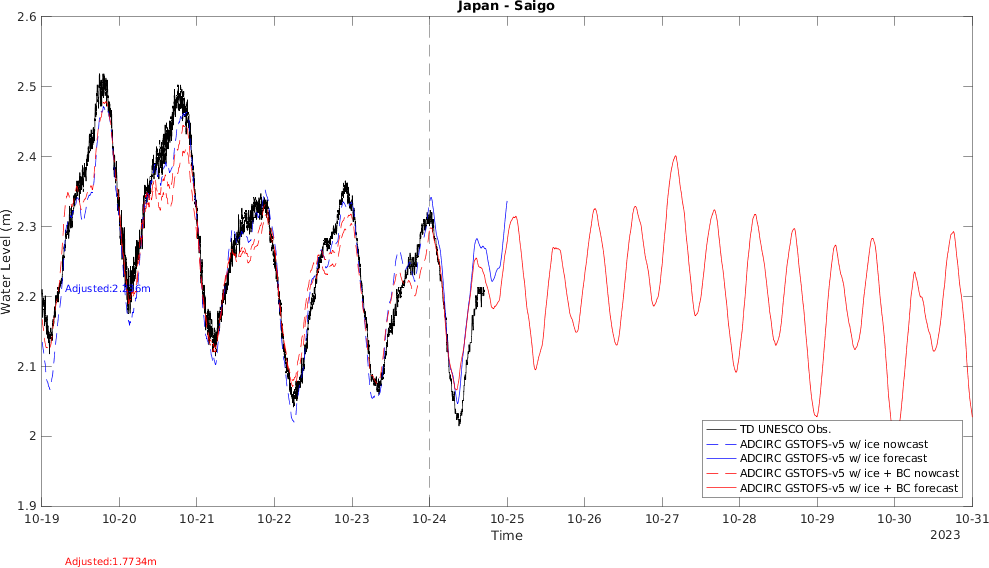 Japan - Saigo
2.6
2.5
2.4
2.3
2.2
2.1
2
1.9
Water Level (m)
10-19
10-20
10-21
10-22
10-23
10-24
10-25
10-26
10-27
10-28
10-29
10-30
10-31
2023
Time
TD UNESCO Obs.
ADCIRC GSTOFS-v5 w/ ice nowcast
ADCIRC GSTOFS-v5 w/ ice forecast
ADCIRC GSTOFS-v5 w/ ice + BC nowcast
ADCIRC GSTOFS-v5 w/ ice + BC forecast
Adjusted:1.7734m